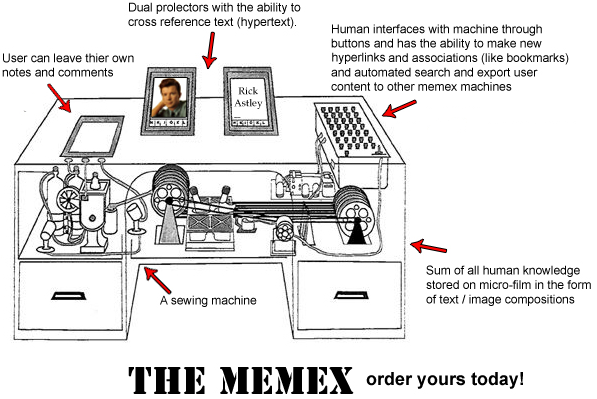 Dual prolectors with the ability to
cross reference text (hypertext).
Human interfaces with machine through
buttons and has the ability to make new
hyperlinks and associations (like bookmarks)
and automated search and export user
content to other memex machines
User can leave thier own
notes and comments
Rick
Astley
Sum of all human knowledge
stored on micro-film in the form
of text / image compositions
A sewing machine
THE MEMEX order yours today!